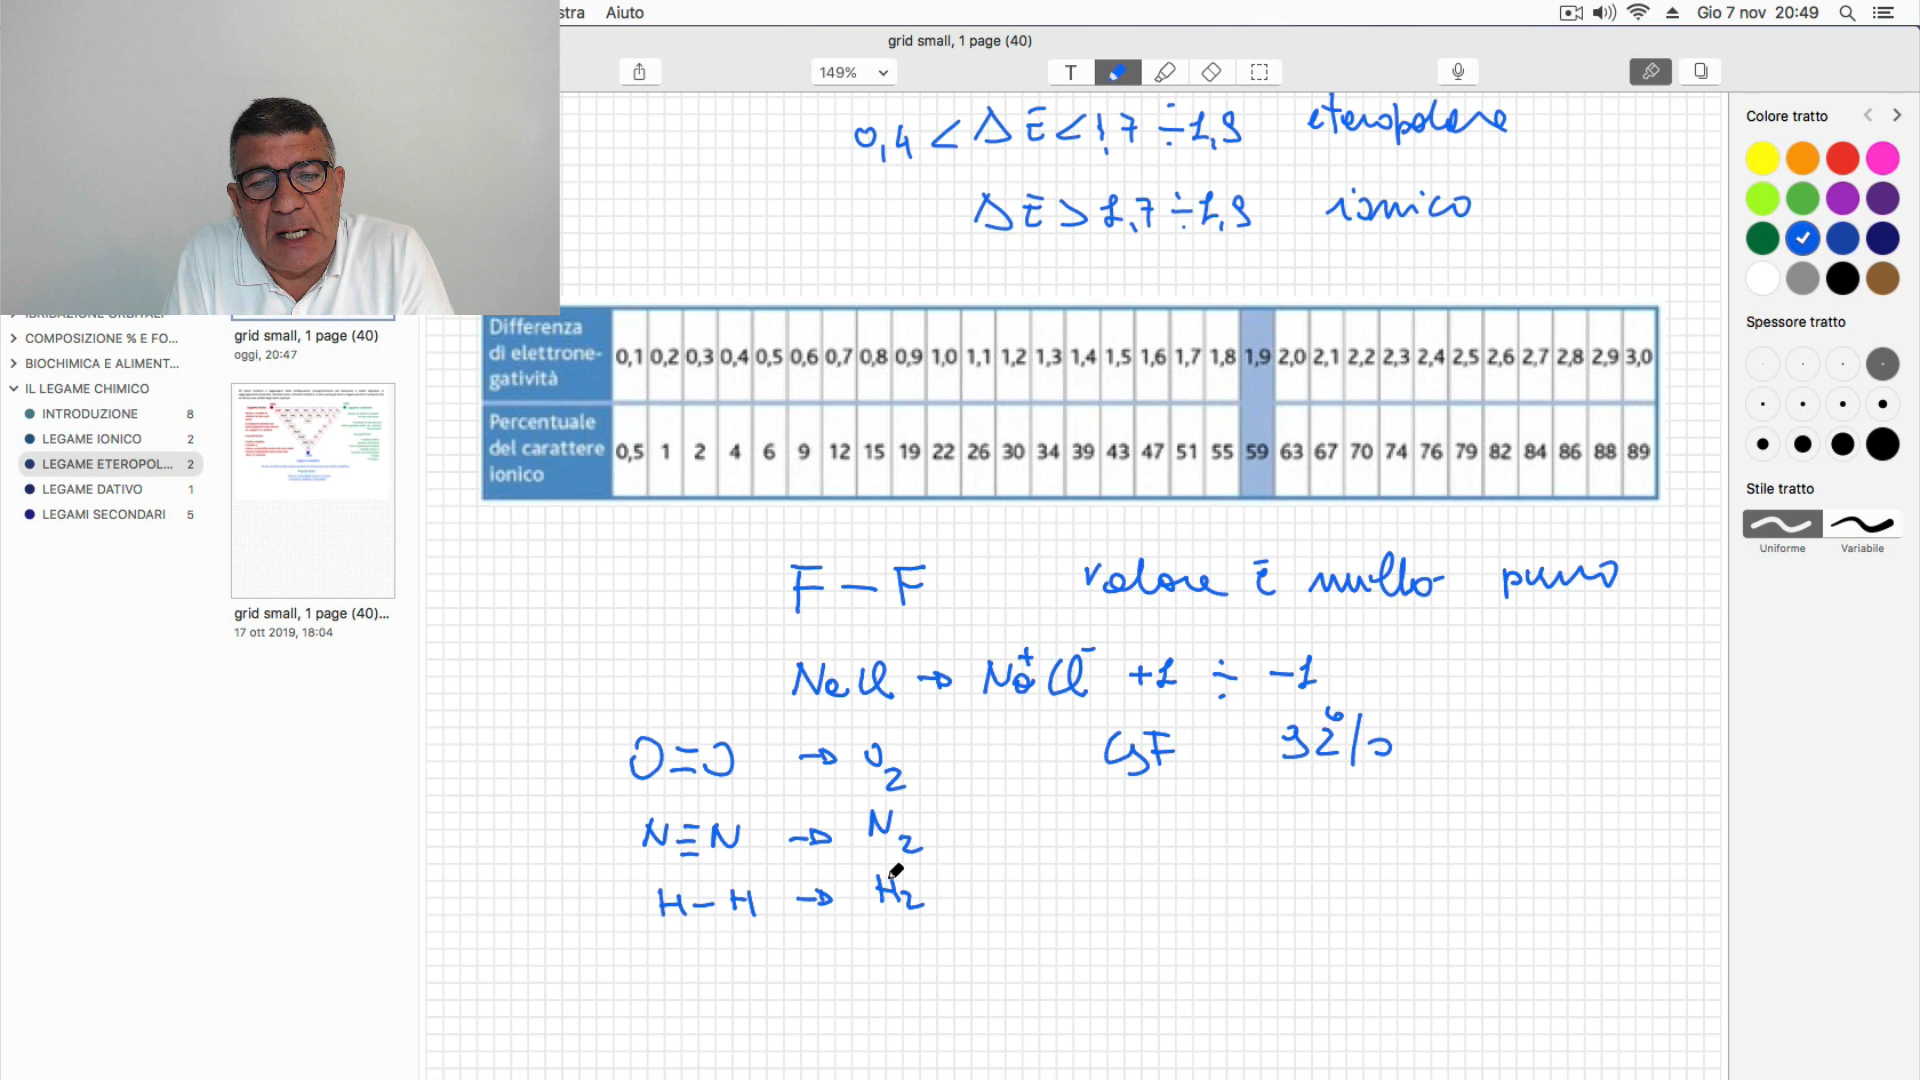 stra Aiuto Gio 7 nov 20:49
grid small, 1 page (40)
149% T
0,4 < ΔE < 1,7 ÷ 1,9 eteropolare
ΔE > 1,7 ÷ 1,9 ionico
COMPOSIZIONE % E FO...
BIOCHIMICA E ALIMENT...
IL LEGAME CHIMICO
INTRODUZIONE 8
LEGAME IONICO 2
LEGAME ETEROPOL... 2
LEGAME DATIVO 1
LEGAMI SECONDARI 5
grid small, 1 page (40)
oggi, 20:47
grid small, 1 page (40)...
17 ott 2019, 18:04
Differenza
di elettrone-
gatività
0,1 0,2 0,3 0,4 0,5 0,6 0,7 0,8 0,9 1,0 1,1 1,2 1,3 1,4 1,5 1,6 1,7 1,8 1,9 2,0 2,1 2,2 2,3 2,4 2,5 2,6 2,7 2,8 2,9 3,0
Percentuale
del carattere
ionico
0,5 1 2 4 6 9 12 15 19 22 26 30 34 39 43 47 51 55 59 63 67 70 74 76 79 82 84 86 88 89
F – F valore è nullo puro
NaCl → Na⁺Cl⁻ +1 ÷ -1
O=O → O₂ CsF 92%
N≡N → N₂
H–H → H₂
Colore tratto
Spessore tratto
Stile tratto
Uniforme Variabile